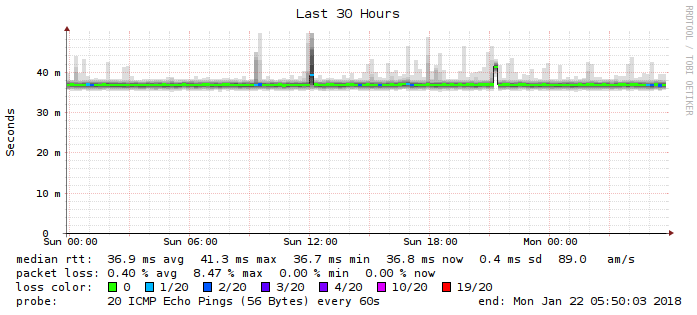 Last 30 Hours
RRDTOOL / TOBI OETIKER
Seconds
40 m
30 m
20 m
10 m
0
Sun 00:00 Sun 06:00 Sun 12:00 Sun 18:00 Mon 00:00
median rtt: 36.9 ms avg 41.3 ms max 36.7 ms min 36.8 ms now 0.4 ms sd 89.0 am/s
packet loss: 0.40 % avg 8.47 % max 0.00 % min 0.00 % now
loss color: 0 1/20 2/20 3/20 4/20 10/20 19/20
probe: 20 ICMP Echo Pings (56 Bytes) every 60s end: Mon Jan 22 05:50:03 2018